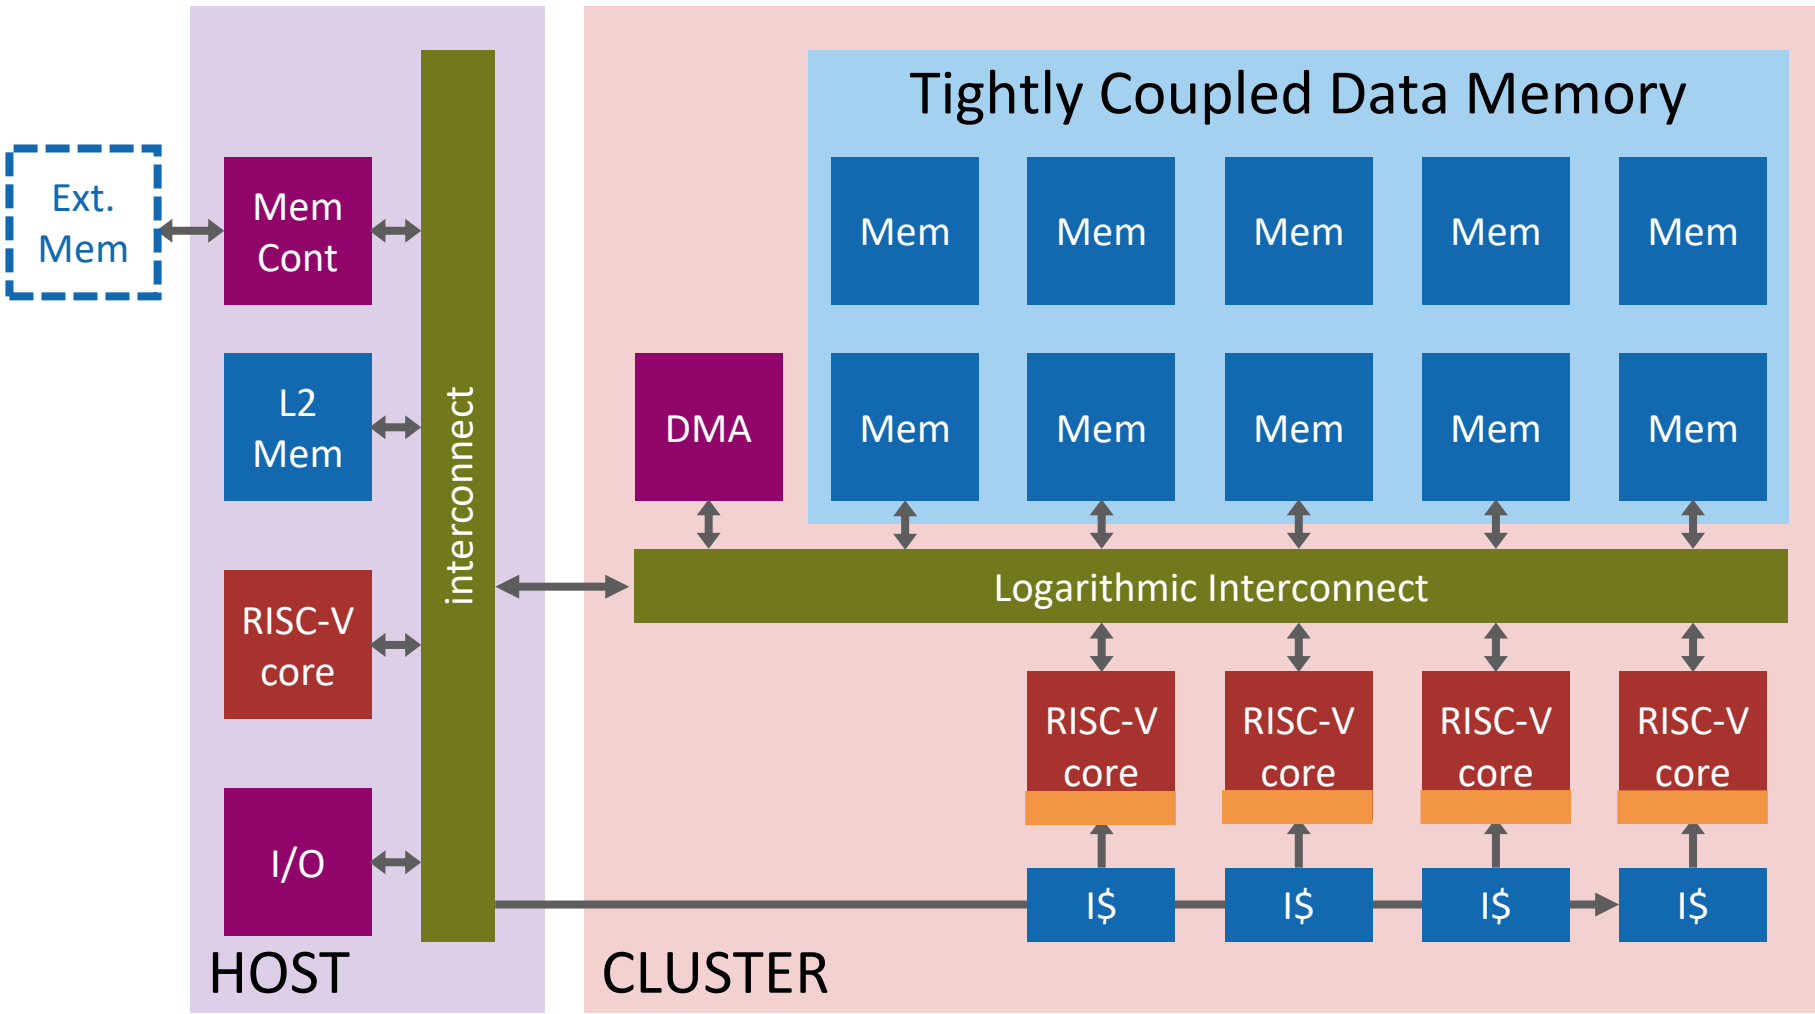 Tightly Coupled Data Memory
Ext.
Mem
Mem
Cont
Mem
Mem
Mem
Mem
Mem
L2
Mem
interconnect
DMA
Mem
Mem
Mem
Mem
Mem
Logarithmic Interconnect
RISC-V
core
RISC-V
core
RISC-V
core
RISC-V
core
RISC-V
core
I/O
I$
I$
I$
I$
HOST
CLUSTER